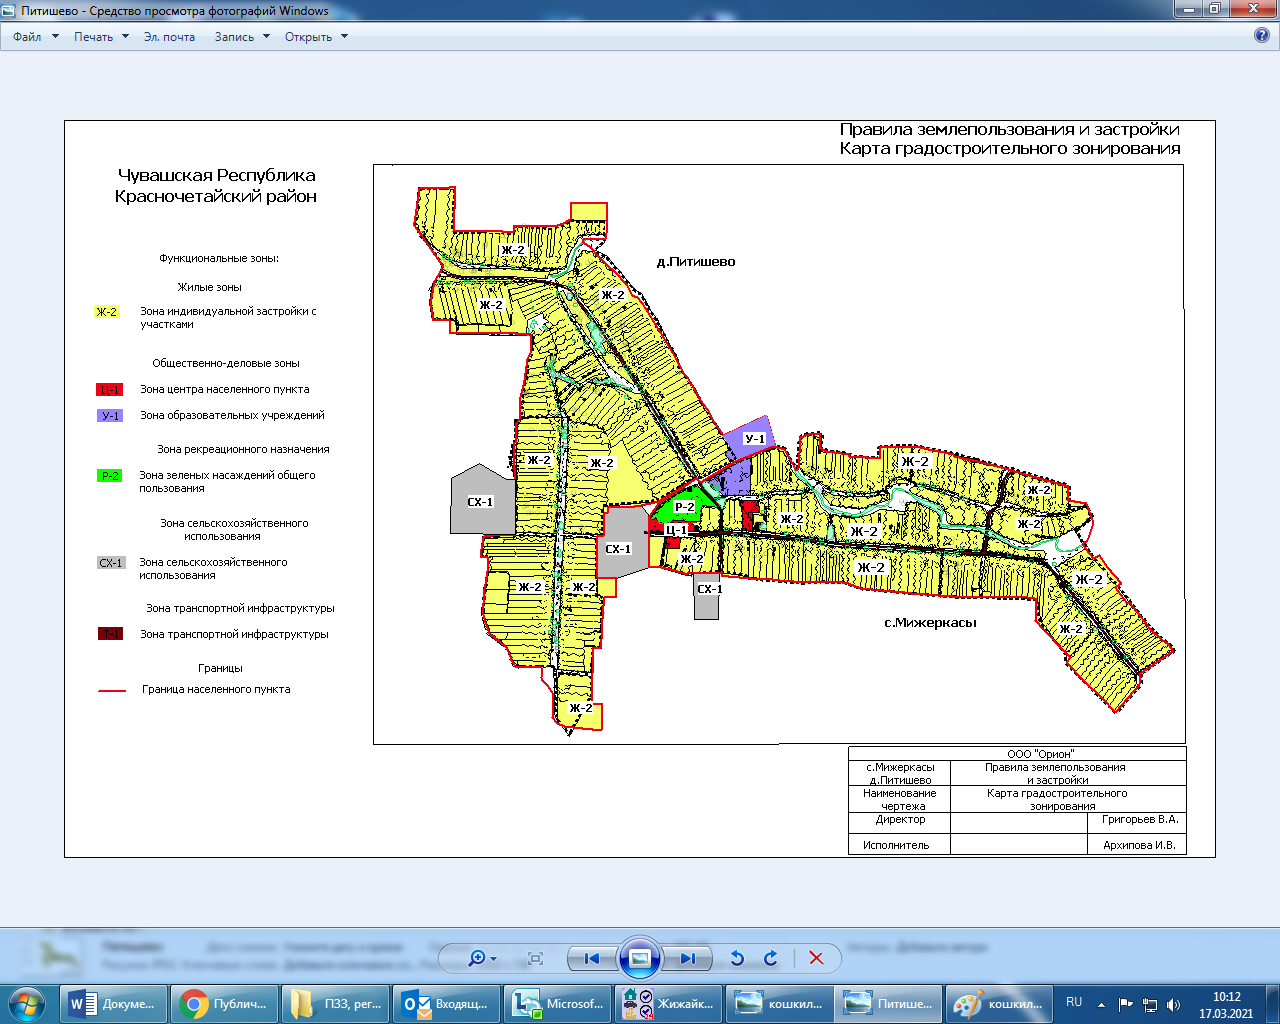 Питишево - Средство просмотра фотографий Windows
Файл Печать Эл. почта Запись Открыть
Правила землепользования и застройки
Карта градостроительного зонирования
Чувашская Республика
Красночетайский район
Функциональные зоны:
Жилые зоны
Ж-2 Зона индивидуальной застройки с
участками
Общественно-деловые зоны
Ц-1 Зона центра населенного пункта
У-1 Зона образовательных учреждений
Зона рекреационного назначения
Р-2 Зона зеленых насаждений общего
пользования
Зона сельскохозяйственного
использования
СХ-1 Зона сельскохозяйственного
использования
Зона транспортной инфраструктуры
Т-1 Зона транспортной инфраструктуры
Границы
Граница населенного пункта
Ж-2
д.Питишево
Ж-2
Ж-2
У-1
Ж-2
Ж-2
Ж-2
Ж-2
СХ-1
Р-2
Ж-2
Ж-2
Ц-1
Ж-2
СХ-1
Ж-2
Ж-2
Ж-2
Ж-2
Ж-2
СХ-1
с.Мижеркасы
Ж-2
Ж-2
ООО "Орион"
с.Мижеркасы
д.Питишево
Правила землепользования
и застройки
Наименование
чертежа
Карта градостроительного
зонирования
Директор Григорьев В.А.
Исполнитель Архипова И.В.
Докуме...
Публич...
ПЗЗ, рег...
Входящ...
Microsof...
Жижайк...
кошкил...
Питише...
кошкил...
RU
10:12
17.03.2021